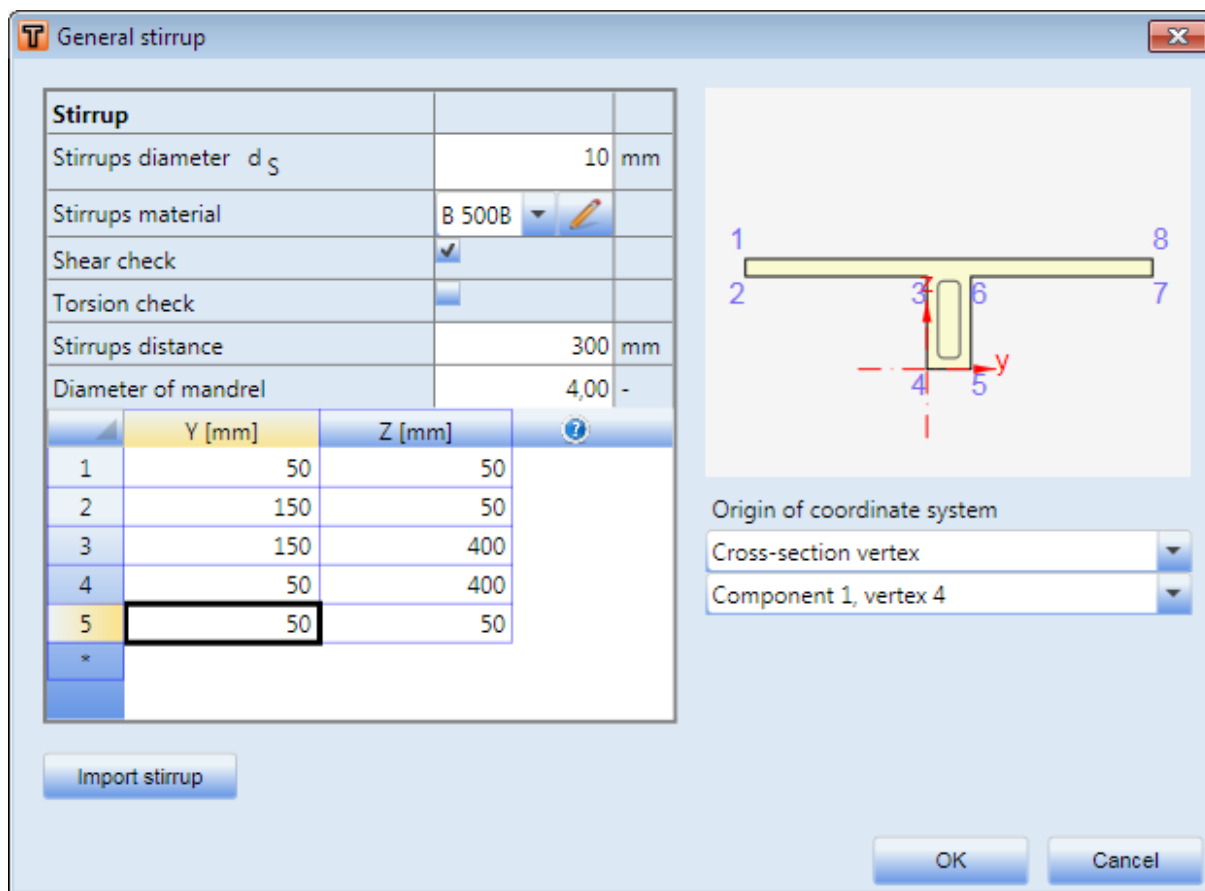 T General stirrup
Stirrup
Stirrups diameter d S 10 mm
Stirrups material B 500B
Shear check
Torsion check
Stirrups distance 300 mm
Diameter of mandrel 4,00 -
Y [mm] Z [mm] ?
1 50 50
2 150 50
3 150 400
4 50 400
5 50 50
*
Import stirrup
1 8
2 3 z 6 7
y
4 5
Origin of coordinate system
Cross-section vertex
Component 1, vertex 4
OK Cancel